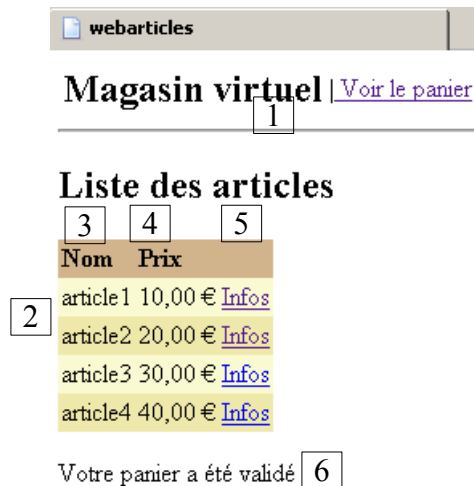 webarticles
Magasin virtuel | Voir le panier
1
Liste des articles
3 4 5
Nom Prix
article1 10,00 € Infos
2
article2 20,00 € Infos
article3 30,00 € Infos
article4 40,00 € Infos
Votre panier a été validé 6